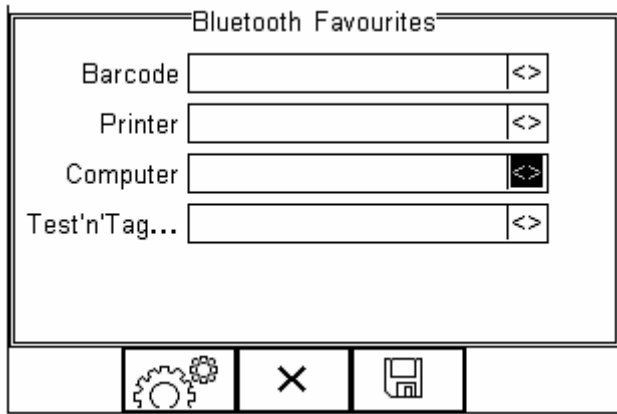 Bluetooth Favourites
Barcode <>
Printer <>
Computer <>
Test'n'Tag... <>